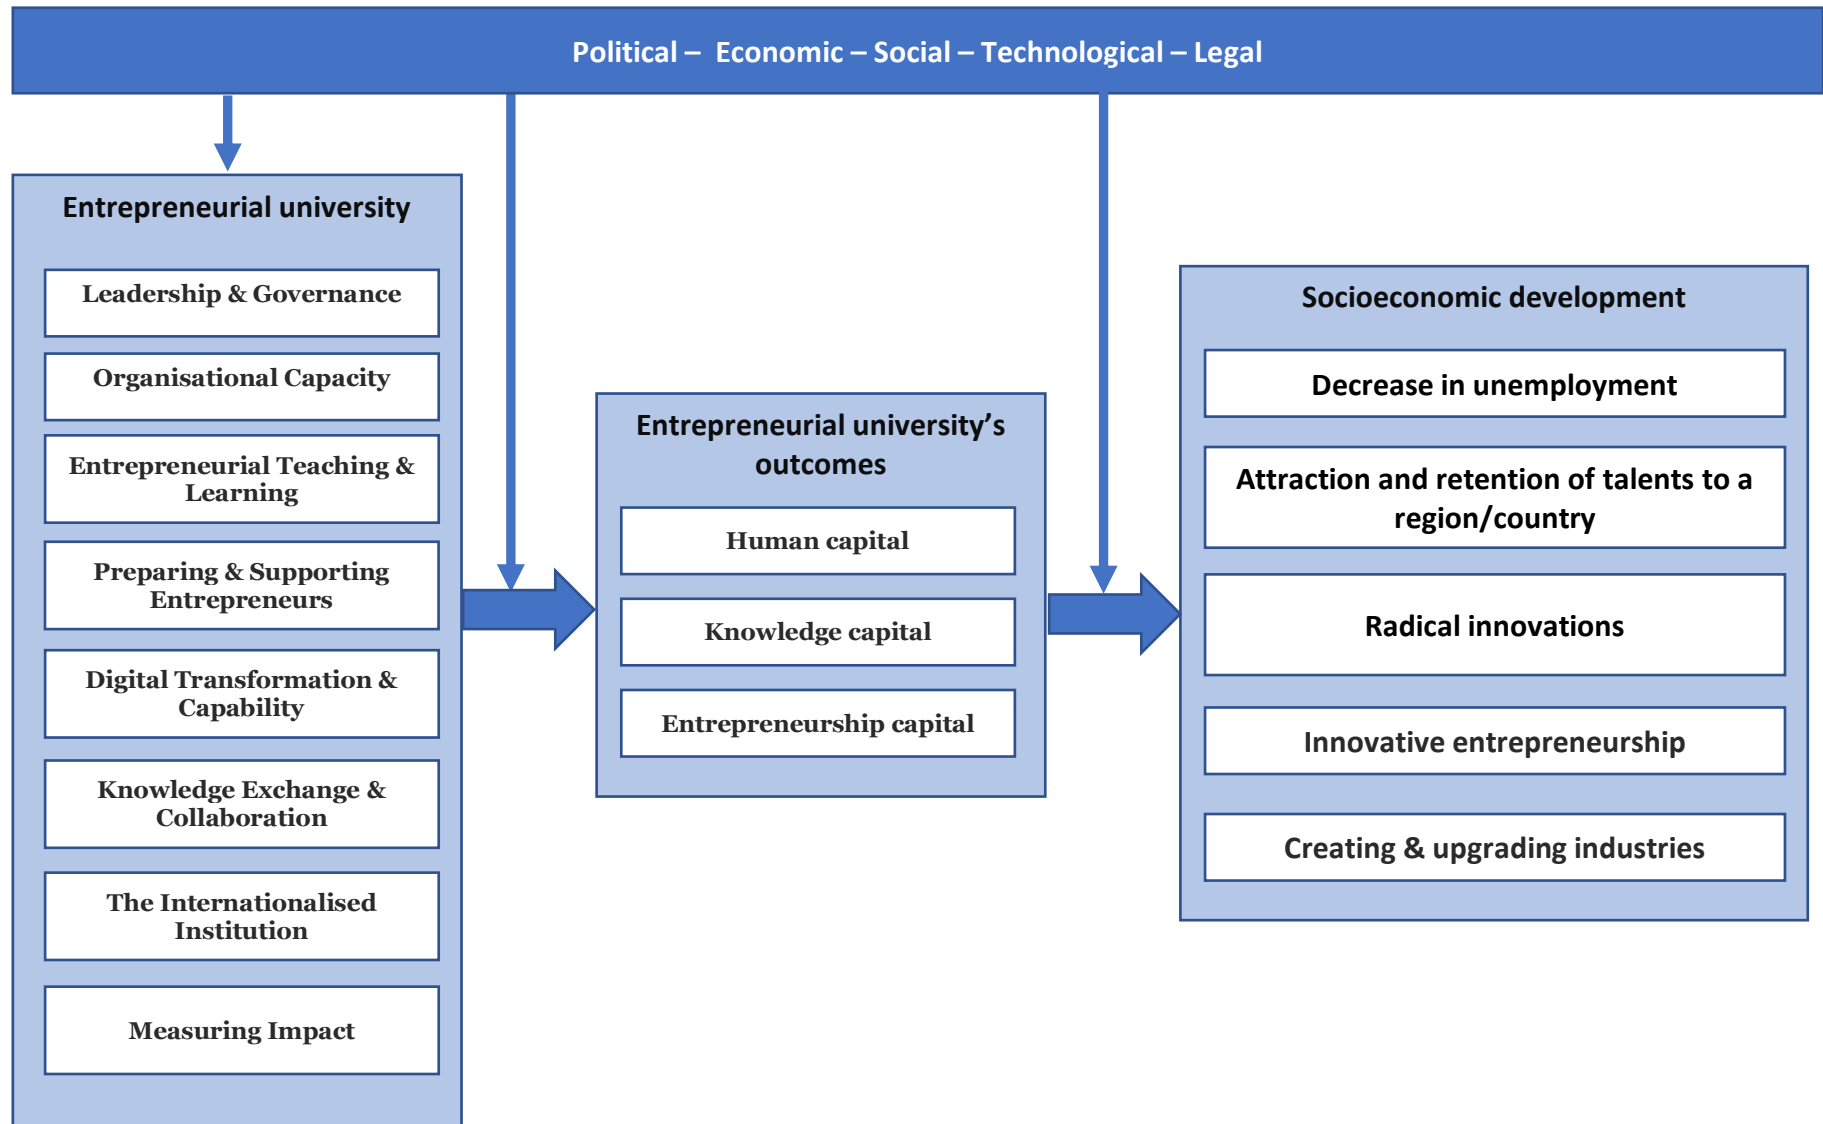 Political – Economic – Social – Technological – Legal
Entrepreneurial university
Leadership & Governance
Organisational Capacity
Entrepreneurial Teaching &
Learning
Preparing & Supporting
Entrepreneurs
Digital Transformation &
Capability
Knowledge Exchange &
Collaboration
The Internationalised
Institution
Measuring Impact
Entrepreneurial university’s
outcomes
Human capital
Knowledge capital
Entrepreneurship capital
Socioeconomic development
Decrease in unemployment
Attraction and retention of talents to a
region/country
Radical innovations
Innovative entrepreneurship
Creating & upgrading industries